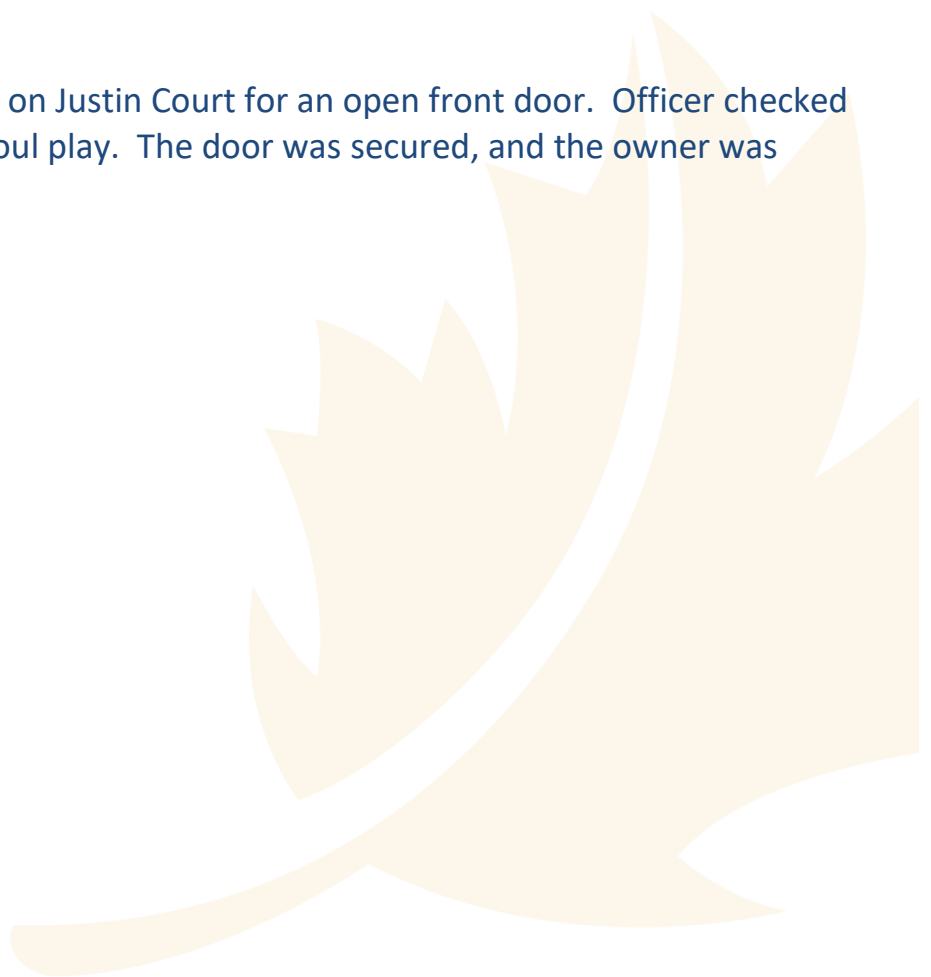 on Justin Court for an open front door.  Officer checked
oul play.  The door was secured, and the owner was